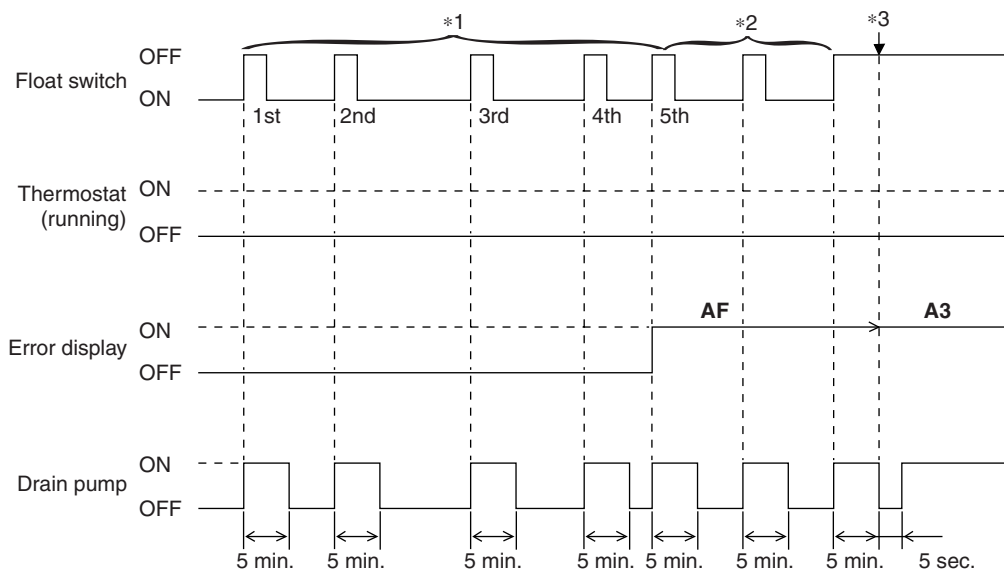 *1 *2 *3
OFF
Float switch
ON
1st 2nd 3rd 4th 5th
ON
Thermostat
(running)
OFF
AF A3
ON
Error display
OFF
ON
Drain pump
OFF
5 min. 5 min. 5 min. 5 min. 5 min. 5 min. 5 min. 5 sec.